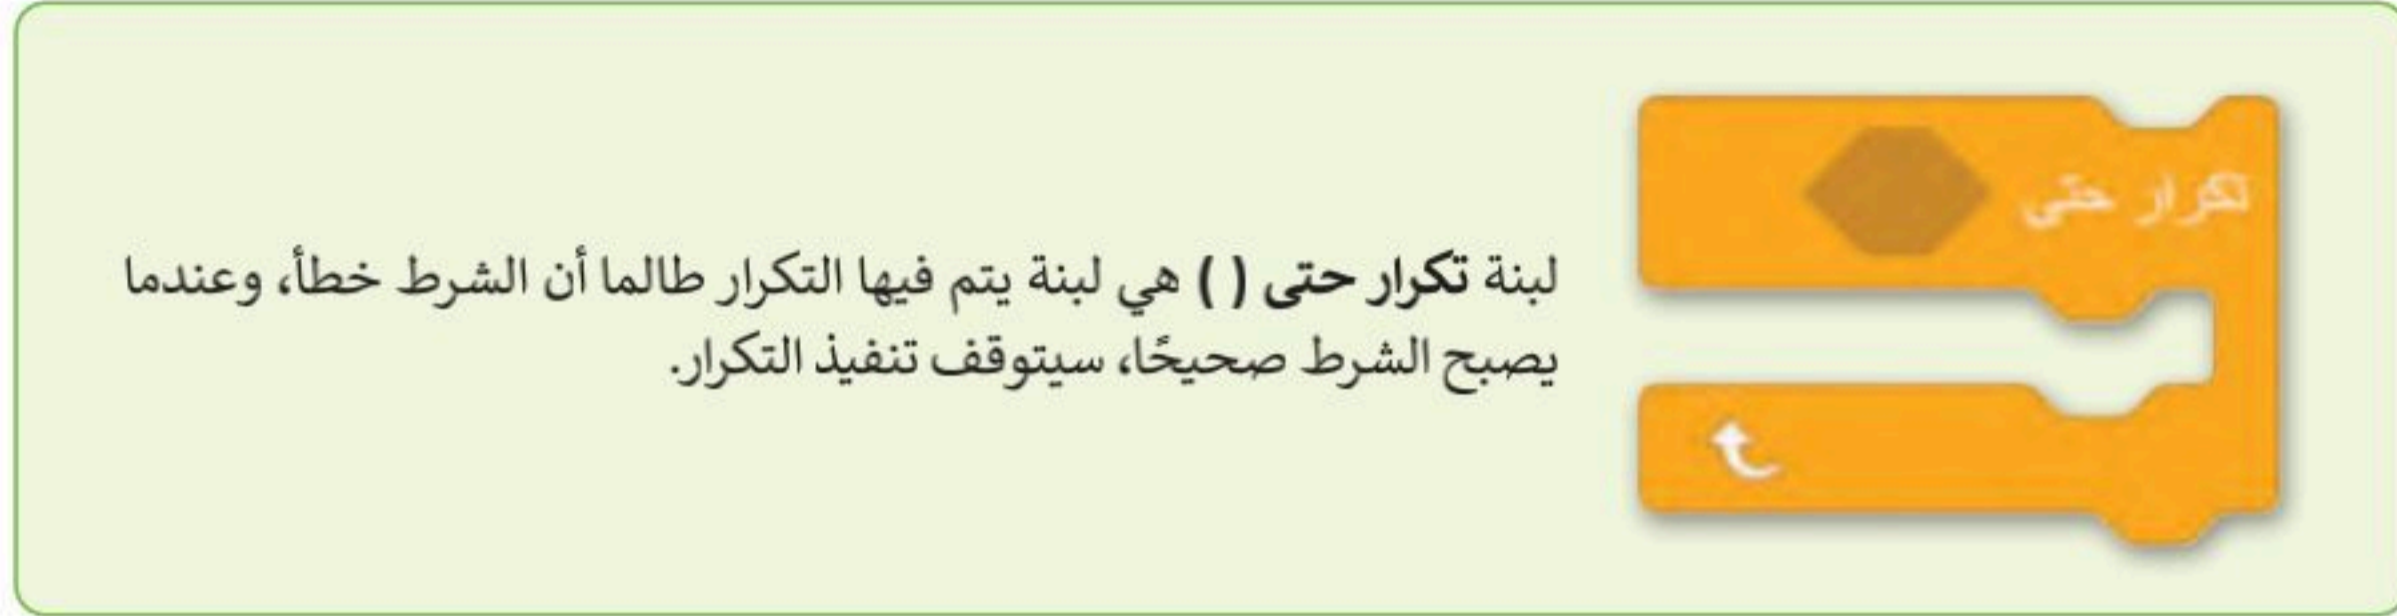 تكرار حتى
لبنة تكرار حتى ( ) هي لبنة يتم فيها التكرار طالما أن الشرط خطأ، وعندما
يصبح الشرط صحيحًا، سيتوقف تنفيذ التكرار.